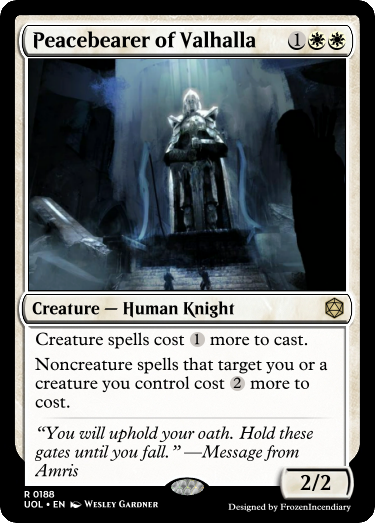 Peacebearer of Valhalla 1
Creature — Human Knight
Creature spells cost 1 more to cast.
Noncreature spells that target you or a
creature you control cost 2 more to
cost.
“You will uphold your oath. Hold these
gates until you fall.” —Message from
Amris
2/2
R 0188
UOL • EN Wesley Gardner
Designed by FrozenIncendiary